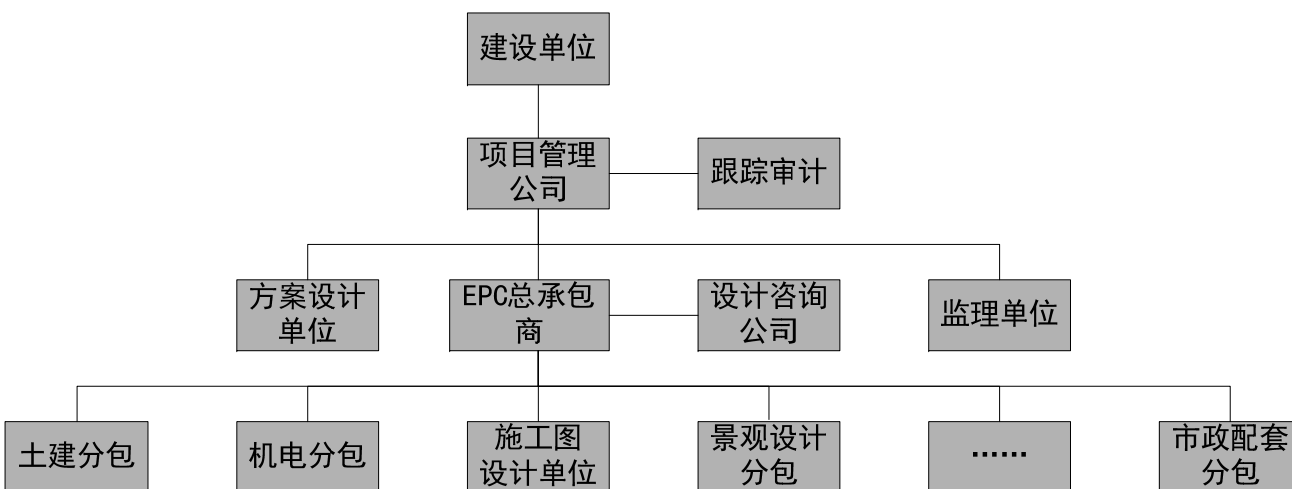 建设单位
项目管理
公司
跟踪审计
方案设计
单位
EPC总承包
商
设计咨询
公司
监理单位
土建分包
机电分包
施工图
设计单位
景观设计
分包
……
市政配套
分包